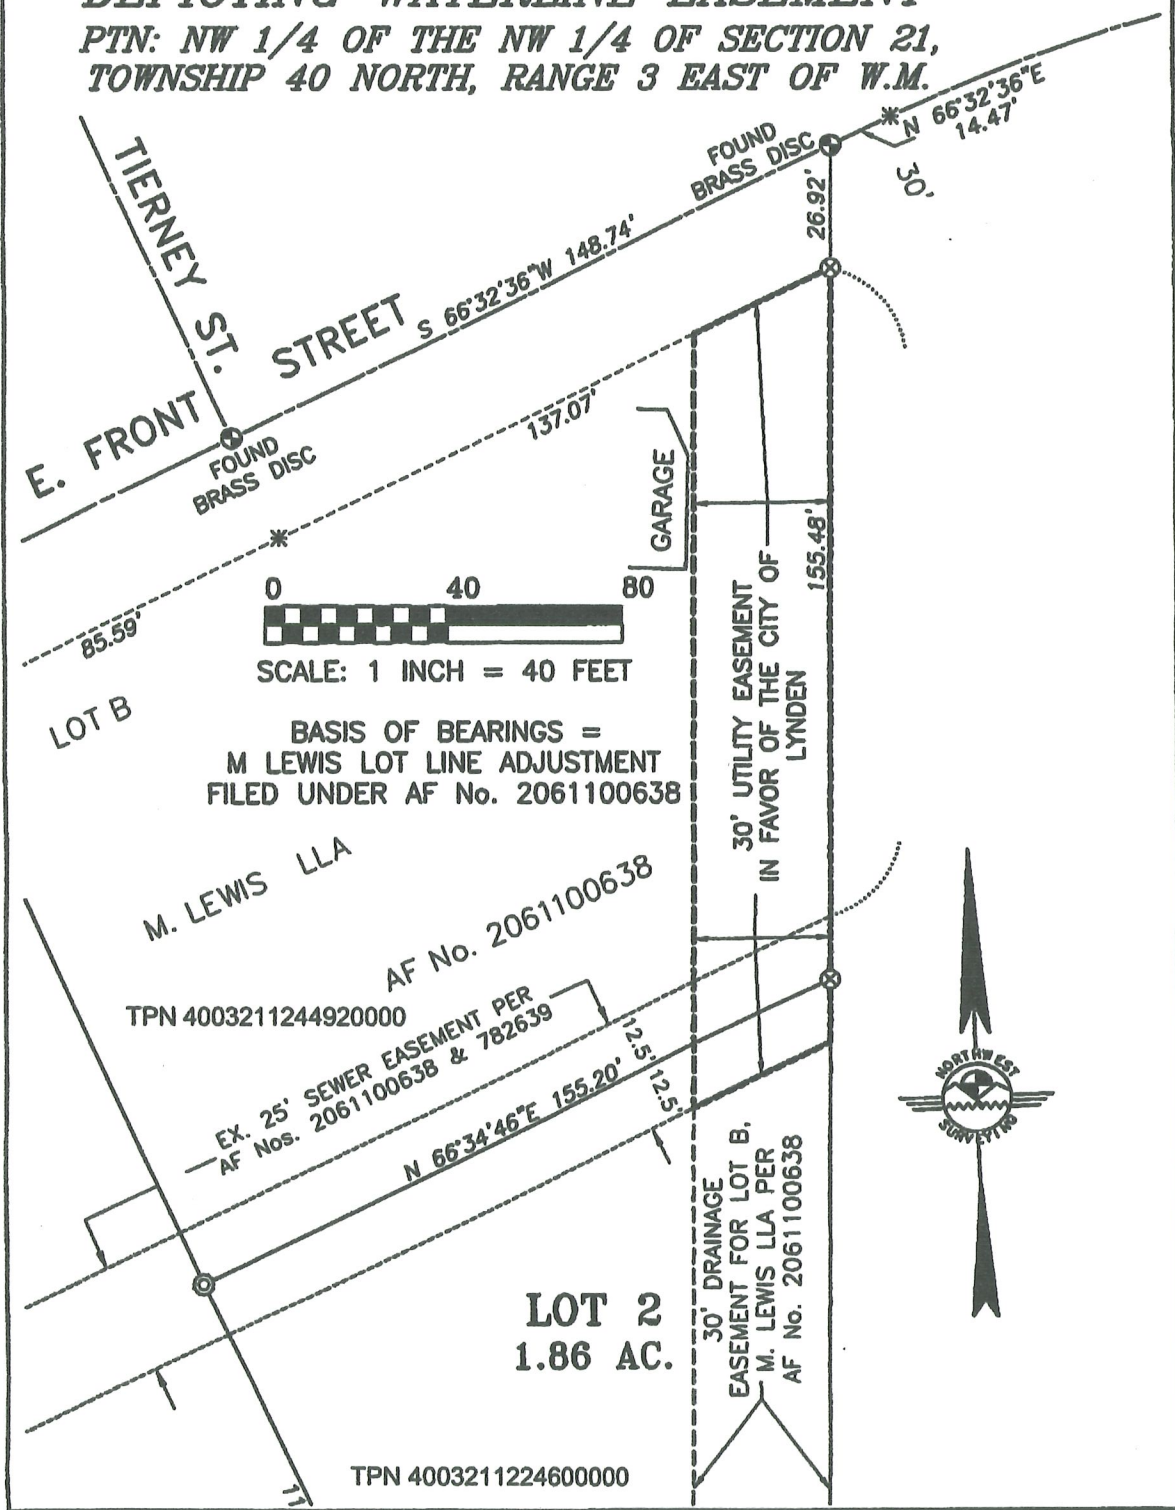 DEPICTING WATERLINE EASEMENT
PTN: NW 1/4 OF THE NW 1/4 OF SECTION 21,
TOWNSHIP 40 NORTH, RANGE 3 EAST OF W.M.
TIERNEY ST.
FOUND
BRASS DISC
N 66°32'36"E
14.47'
30'
26.92'
S 66°32'36"W 148.74'
E. FRONT STREET
FOUND
BRASS DISC
137.07'
85.59'
GARAGE
155.48'
0 40 80
SCALE: 1 INCH = 40 FEET
LOT B
BASIS OF BEARINGS =
M LEWIS LOT LINE ADJUSTMENT
FILED UNDER AF No. 2061100638
30' UTILITY EASEMENT
IN FAVOR OF THE CITY OF
LYNDEN
M. LEWIS LLA
AF No. 2061100638
TPN 4003211244920000
EX. 25' SEWER EASEMENT PER
AF Nos. 2061100638 & 782639
12.5' 12.5'
N 66°34'46"E 155.20'
NORTHWEST
SURVEYING
LOT 2
1.86 AC.
30' DRAINAGE
EASEMENT FOR LOT B,
M. LEWIS LLA PER
AF No. 2061100638
TPN 4003211224600000